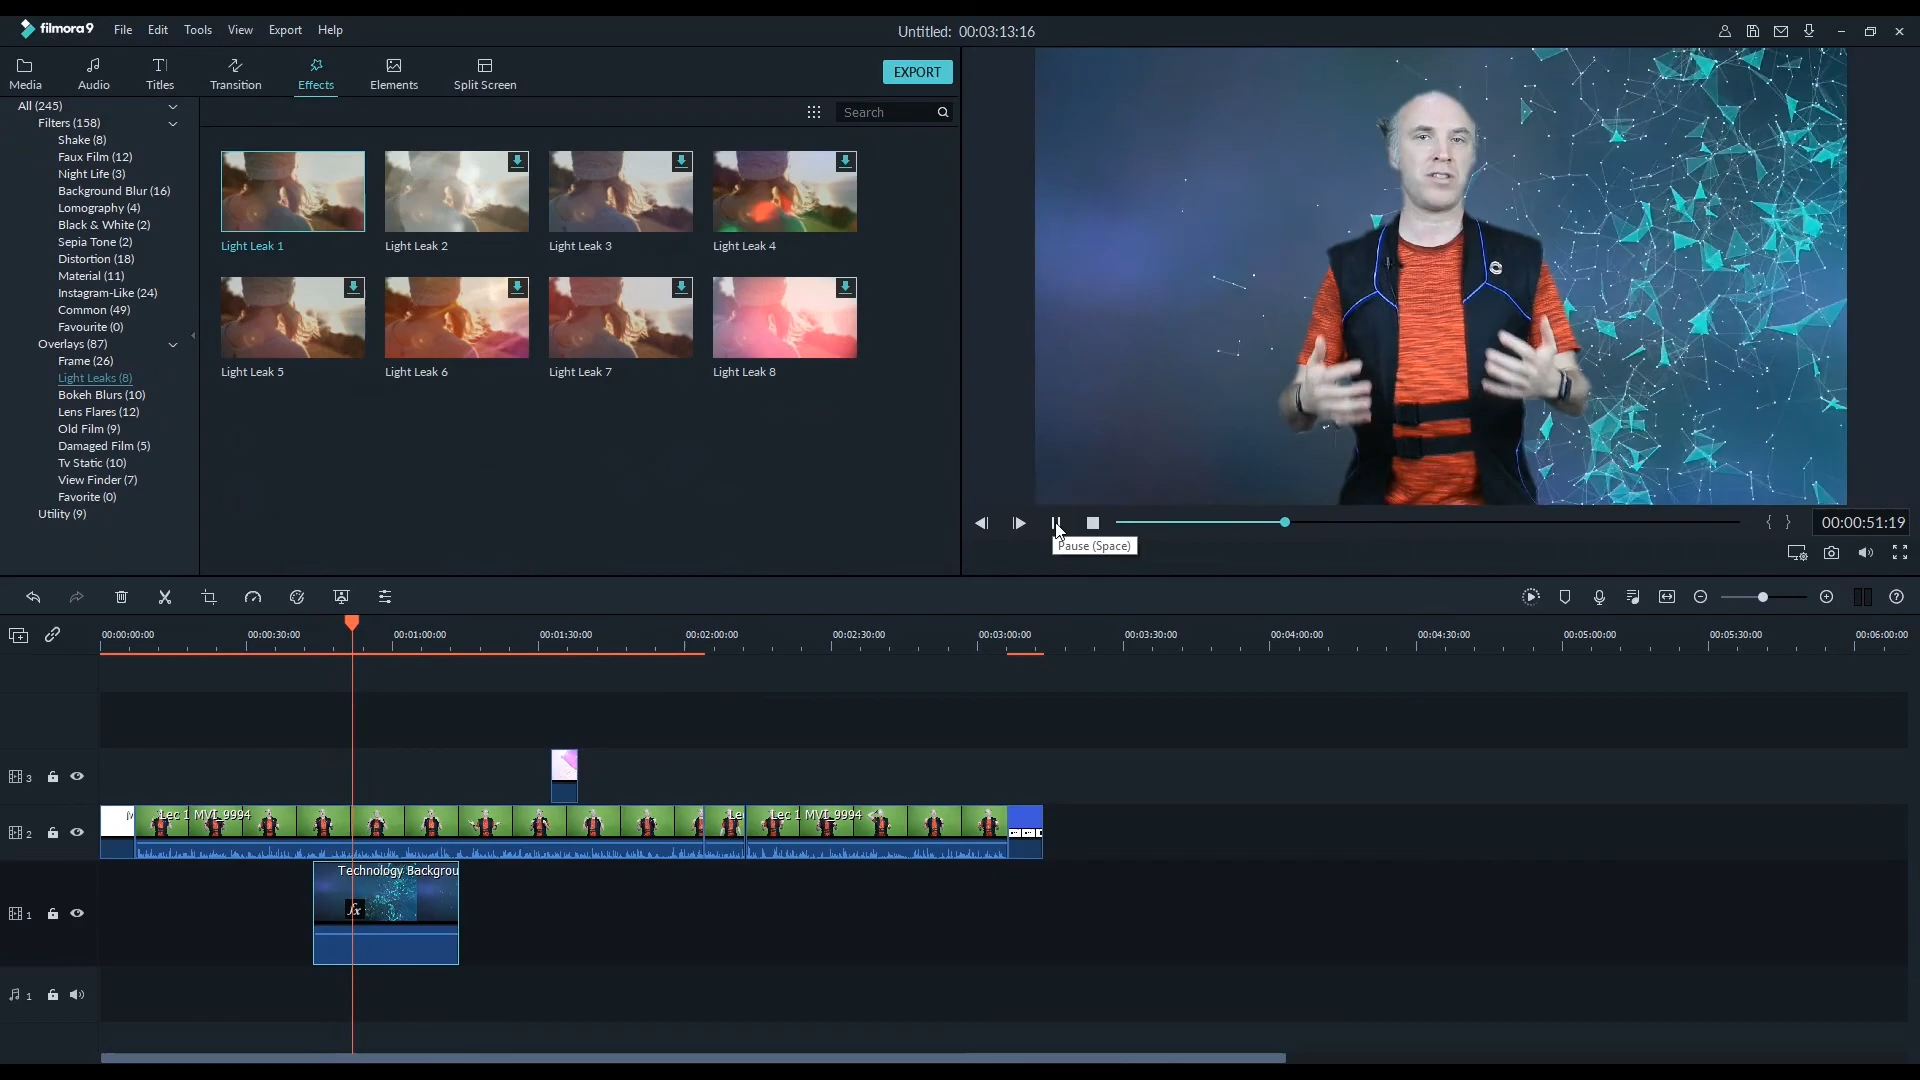 filmora9 File Edit Tools View Export Help Untitled: 00:03:13:16
Media Audio Titles Transition Effects Elements Split Screen EXPORT
All (245)
Filters (158)
Shake (8)
Faux Film (12)
Night Life (3)
Background Blur (16)
Lomography (4)
Black & White (2)
Sepia Tone (2)
Distortion (18)
Material (11)
Instagram-Like (24)
Common (49)
Favourite (0)
Overlays (87)
Frame (26)
Light Leaks (8)
Bokeh Blurs (10)
Lens Flares (12)
Old Film (9)
Damaged Film (5)
Tv Static (10)
View Finder (7)
Favorite (0)
Utility (9)
Search
Light Leak 1 Light Leak 2 Light Leak 3 Light Leak 4
Light Leak 5 Light Leak 6 Light Leak 7 Light Leak 8
{ } 00:00:51:19
Pause (Space)
00:00:00:00 00:00:30:00 00:01:00:00 00:01:30:00 00:02:00:00 00:02:30:00 00:03:00:00 00:03:30:00 00:04:00:00 00:04:30:00 00:05:00:00 00:05:30:00 00:06:00:00
3
2 Lec 1 MVI_9994 Le Lec 1 MVI_9994
Technology Backgrou
fx
1
1